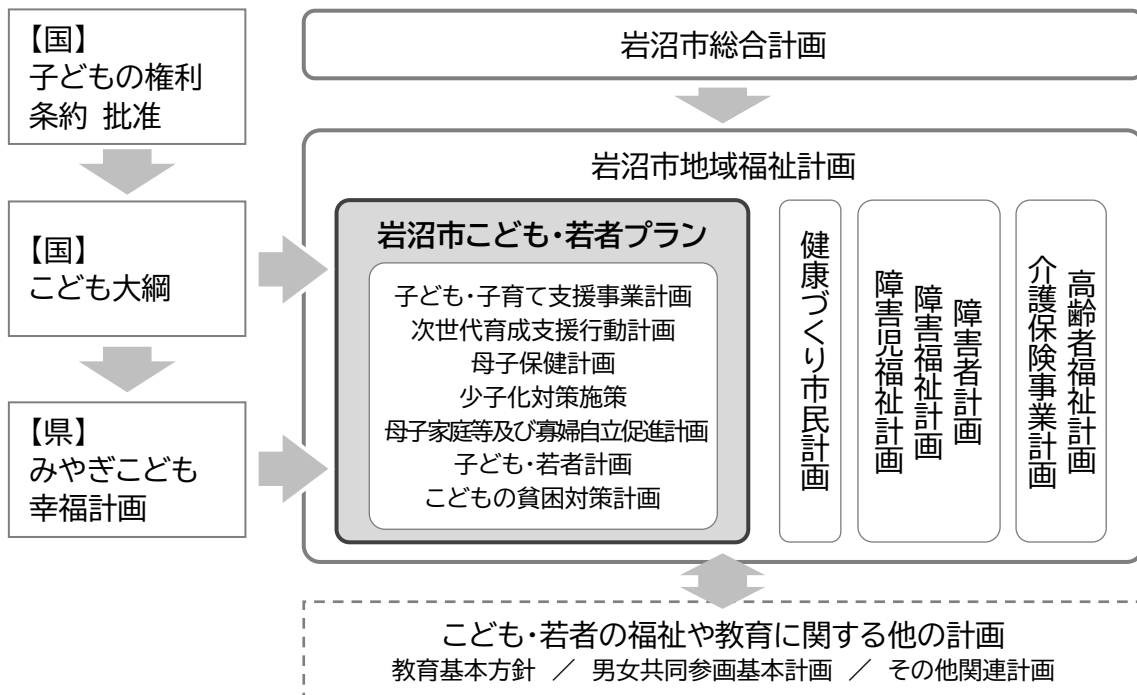 【国】
子どもの権利
条約 批准
【国】
こども大綱
【県】
みやぎこども
幸福計画
岩沼市総合計画
岩沼市地域福祉計画
岩沼市こども・若者プラン
子ども・子育て支援事業計画
次世代育成支援行動計画
母子保健計画
少子化対策施策
母子家庭等及び寡婦自立促進計画
子ども・若者計画
こどもの貧困対策計画
健康づくり市民計画
障害者計画
障害福祉計画
障害児福祉計画
高齢者福祉計画
介護保険事業計画
こども・若者の福祉や教育に関する他の計画
教育基本方針 ／ 男女共同参画基本計画 ／ その他関連計画